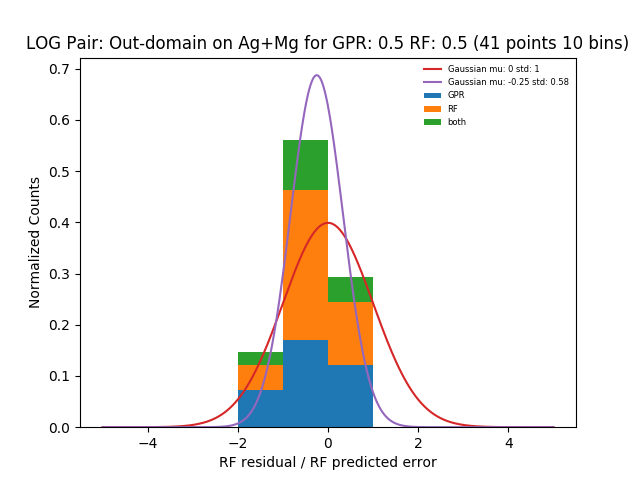 LOG Pair: Out-domain on Ag+Mg for GPR: 0.5 RF: 0.5 (41 points 10 bins)
Gaussian mu: 0 std: 1
Gaussian mu: -0.25 std: 0.58
GPR
RF
both
Normalized Counts
0.7
0.6
0.5
0.4
0.3
0.2
0.1
0.0
−4 −2 0 2 4
RF residual / RF predicted error